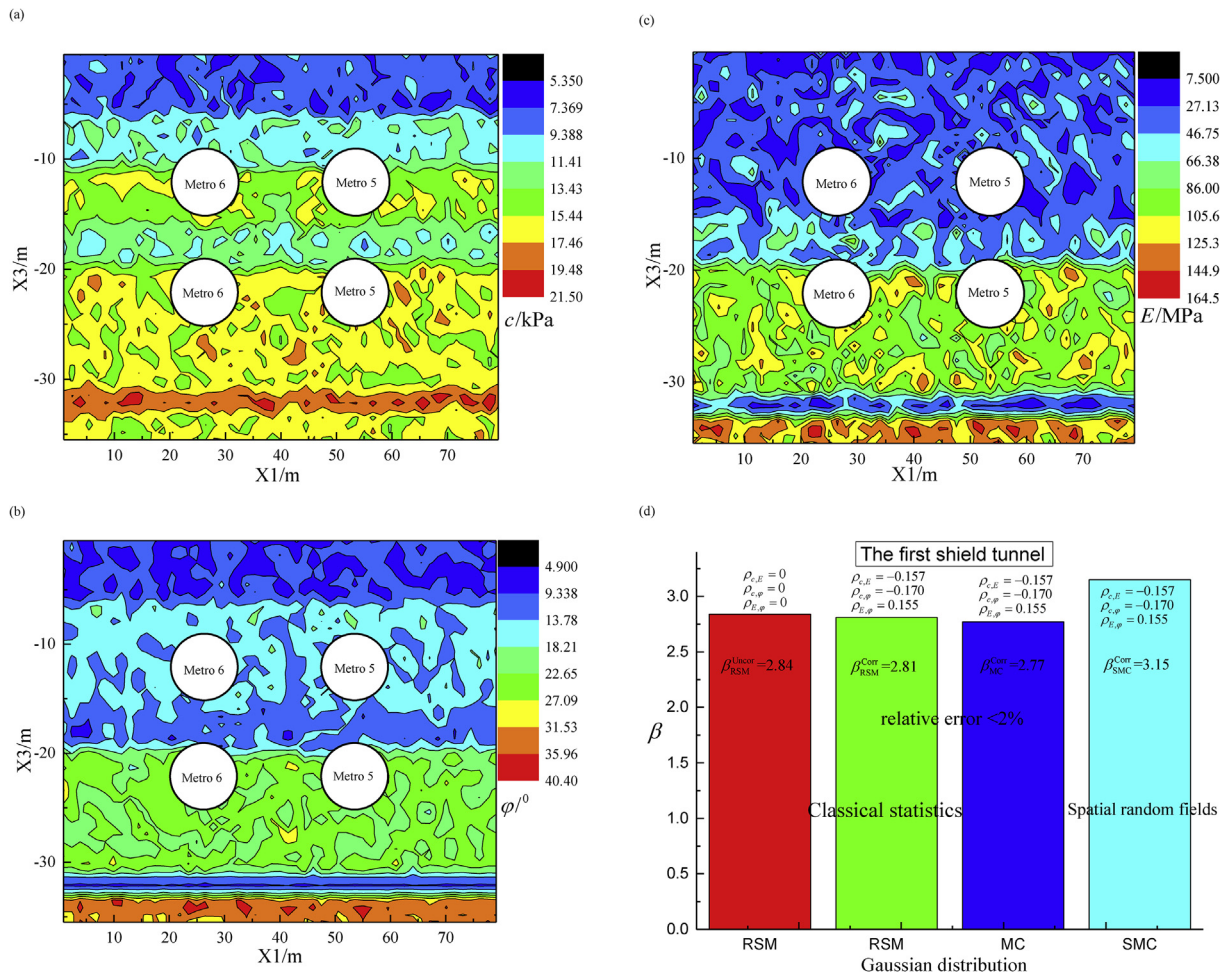 (a)
5.350
7.369
9.388
11.41
13.43
15.44
17.46
19.48
21.50
c/kPa
-10
-20
-30
X3/m
Metro 6
Metro 5
Metro 6
Metro 5
10 20 30 40 50 60 70
X1/m
(c)
7.500
27.13
46.75
66.38
86.00
105.6
125.3
144.9
164.5
E/MPa
-10
-20
-30
X3/m
Metro 6
Metro 5
Metro 6
Metro 5
10 20 30 40 50 60 70
X1/m
(b)
4.900
9.338
13.78
18.21
22.65
27.09
31.53
35.96
40.40
φ/⁰
-10
-20
-30
X3/m
Metro 6
Metro 5
Metro 6
Metro 5
10 20 30 40 50 60 70
X1/m
(d)
The first shield tunnel
ρc,E = 0
ρc,φ = 0
ρE,φ = 0
ρc,E = −0.157
ρc,φ = −0.170
ρE,φ = 0.155
ρc,E = −0.157
ρc,φ = −0.170
ρE,φ = 0.155
ρc,E = −0.157
ρc,φ = −0.170
ρE,φ = 0.155
β Uncor RSM =2.84
β Corr RSM =2.81
β Corr MC =2.77
β Corr SMC =3.15
relative error <2%
Classical statistics
Spatial random fields
3.0
2.5
2.0
1.5
1.0
0.5
0.0
β
RSM RSM MC SMC
Gaussian distribution